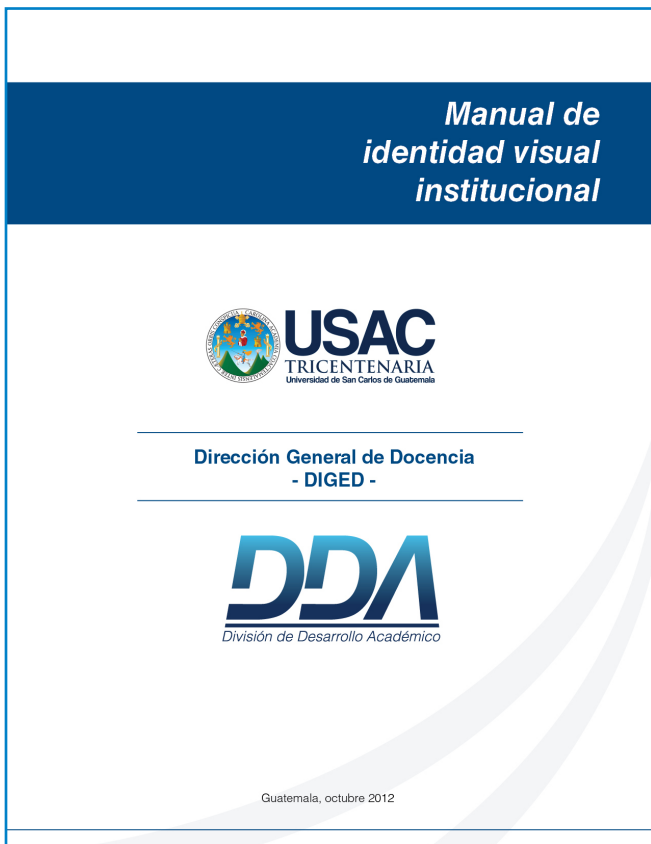 Manual de
identidad visual
institucional
USAC
TRICENTENARIA
Universidad de San Carlos de Guatemala
Dirección General de Docencia
- DIGED -
DDA
División de Desarrollo Académico
Guatemala, octubre 2012